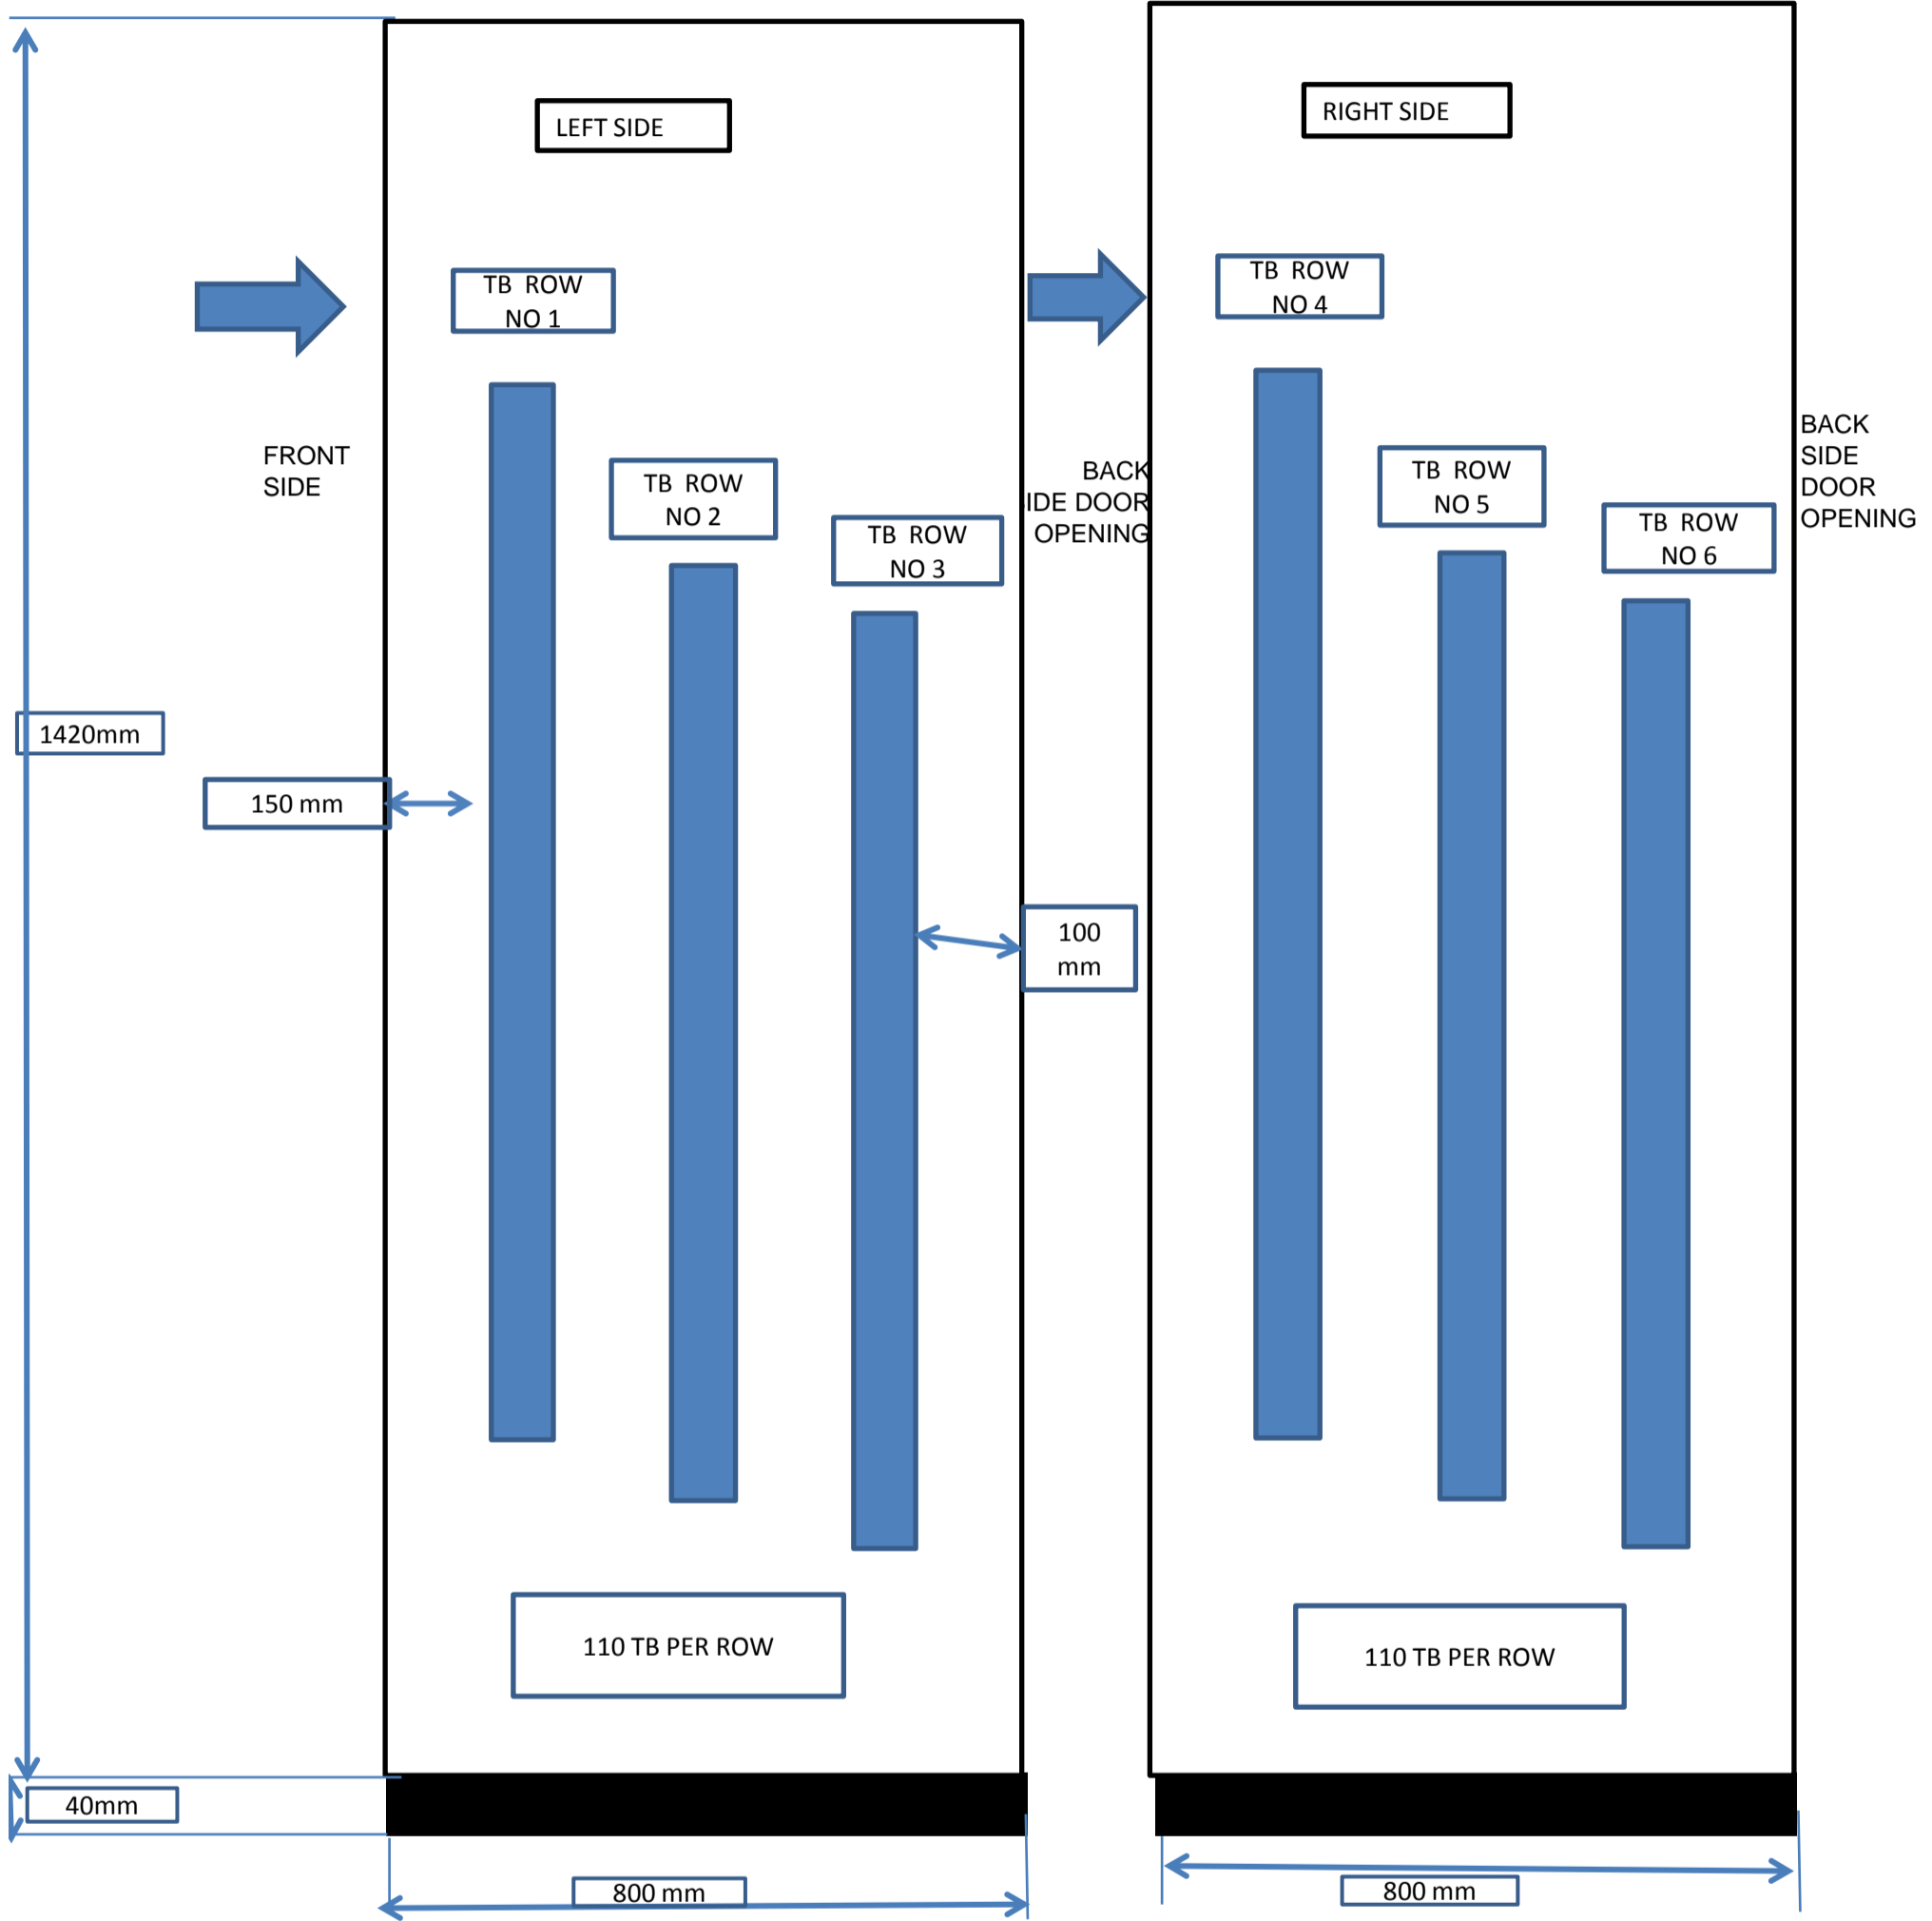 LEFT SIDE
RIGHT SIDE
TB ROW
NO 1
TB ROW
NO 4
FRONT
SIDE
TB ROW
NO 2
TB ROW
NO 3
BACK
IDE DOOR
OPENING
TB ROW
NO 5
TB ROW
NO 6
BACK
SIDE
DOOR
OPENING
1420mm
150 mm
100
mm
110 TB PER ROW
110 TB PER ROW
40mm
800 mm
800 mm